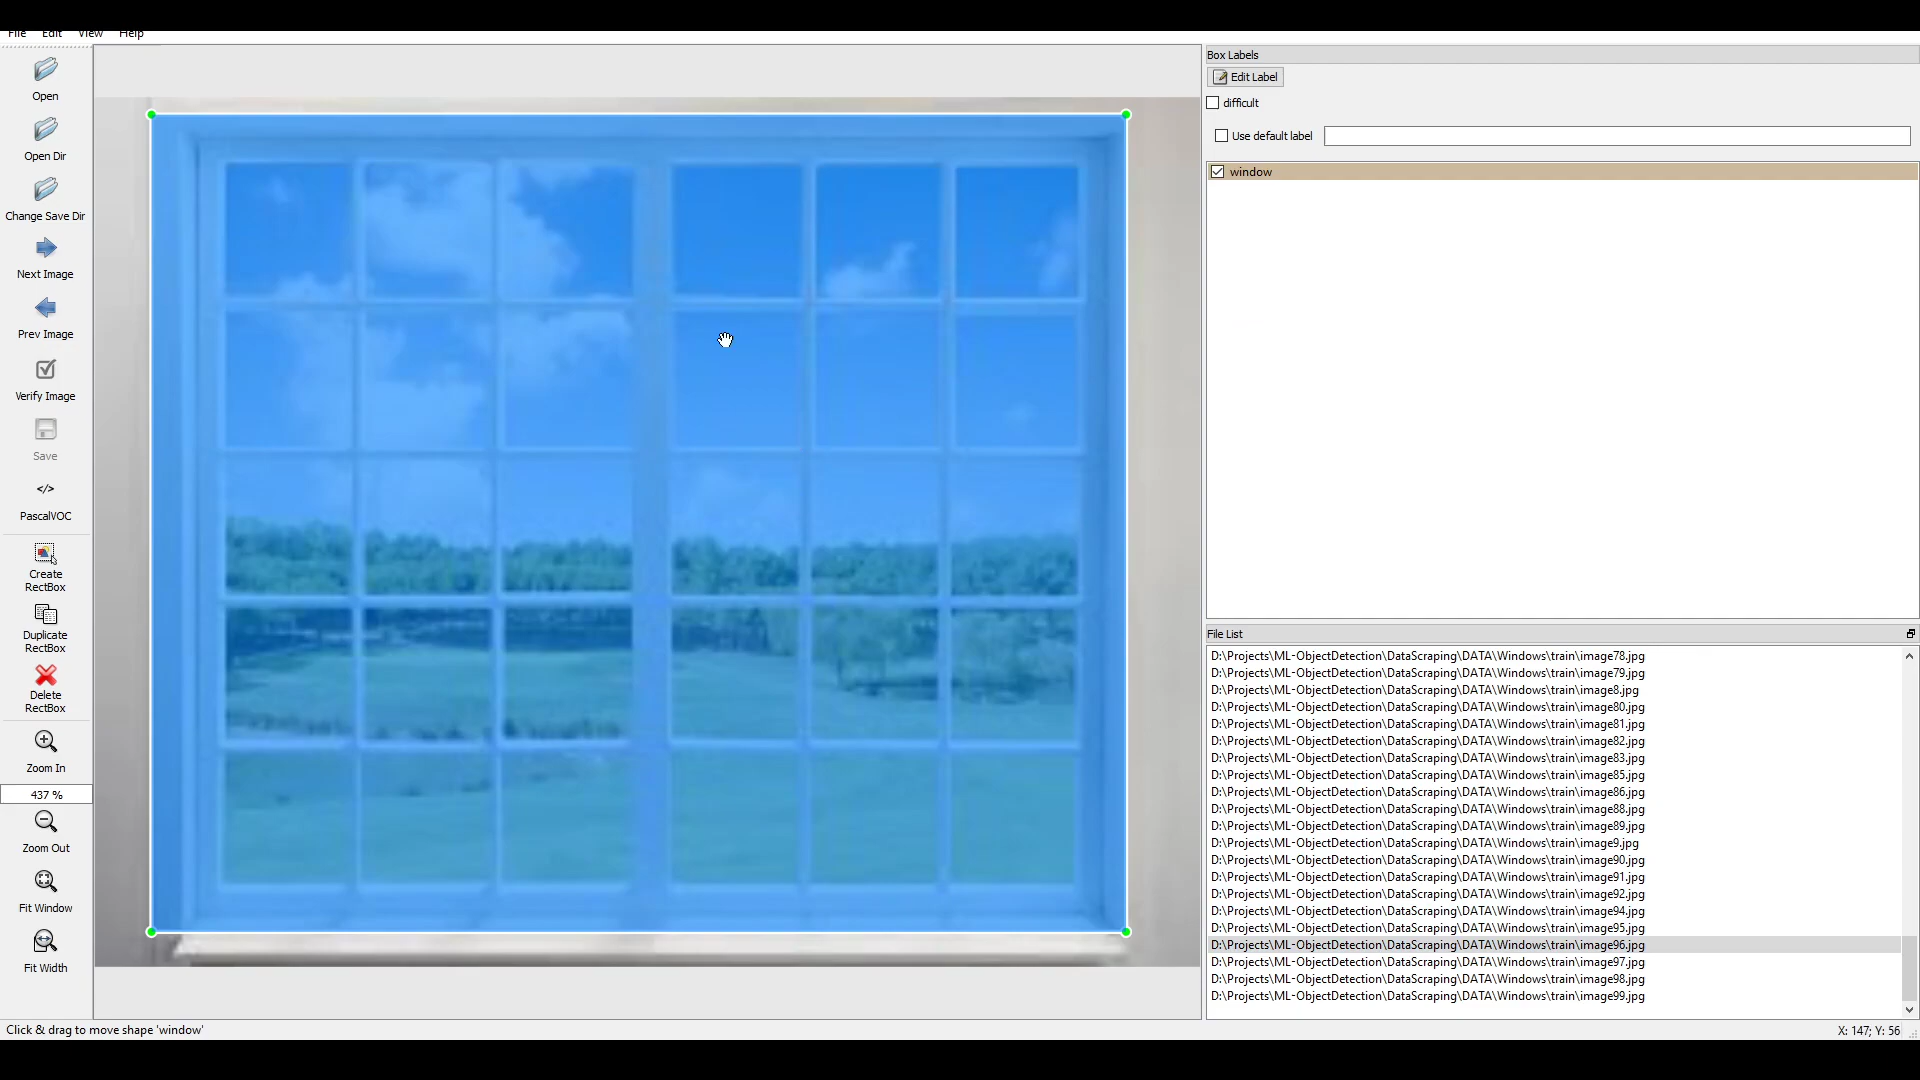 File Edit View Help
Open
Open Dir
Change Save Dir
Next Image
Prev Image
Verify Image
Save
</>
PascalVOC
Create
RectBox
Duplicate
RectBox
Delete
RectBox
Zoom In
437 %
Zoom Out
Fit Window
Fit Width
Box Labels
Edit Label
difficult
Use default label
window
File List
D:\Projects\ML-ObjectDetection\DataScraping\DATA\Windows\train\image78.jpg
D:\Projects\ML-ObjectDetection\DataScraping\DATA\Windows\train\image79.jpg
D:\Projects\ML-ObjectDetection\DataScraping\DATA\Windows\train\image8.jpg
D:\Projects\ML-ObjectDetection\DataScraping\DATA\Windows\train\image80.jpg
D:\Projects\ML-ObjectDetection\DataScraping\DATA\Windows\train\image81.jpg
D:\Projects\ML-ObjectDetection\DataScraping\DATA\Windows\train\image82.jpg
D:\Projects\ML-ObjectDetection\DataScraping\DATA\Windows\train\image83.jpg
D:\Projects\ML-ObjectDetection\DataScraping\DATA\Windows\train\image85.jpg
D:\Projects\ML-ObjectDetection\DataScraping\DATA\Windows\train\image86.jpg
D:\Projects\ML-ObjectDetection\DataScraping\DATA\Windows\train\image88.jpg
D:\Projects\ML-ObjectDetection\DataScraping\DATA\Windows\train\image89.jpg
D:\Projects\ML-ObjectDetection\DataScraping\DATA\Windows\train\image9.jpg
D:\Projects\ML-ObjectDetection\DataScraping\DATA\Windows\train\image90.jpg
D:\Projects\ML-ObjectDetection\DataScraping\DATA\Windows\train\image91.jpg
D:\Projects\ML-ObjectDetection\DataScraping\DATA\Windows\train\image92.jpg
D:\Projects\ML-ObjectDetection\DataScraping\DATA\Windows\train\image94.jpg
D:\Projects\ML-ObjectDetection\DataScraping\DATA\Windows\train\image95.jpg
D:\Projects\ML-ObjectDetection\DataScraping\DATA\Windows\train\image96.jpg
D:\Projects\ML-ObjectDetection\DataScraping\DATA\Windows\train\image97.jpg
D:\Projects\ML-ObjectDetection\DataScraping\DATA\Windows\train\image98.jpg
D:\Projects\ML-ObjectDetection\DataScraping\DATA\Windows\train\image99.jpg
Click & drag to move shape 'window'
X: 147; Y: 56